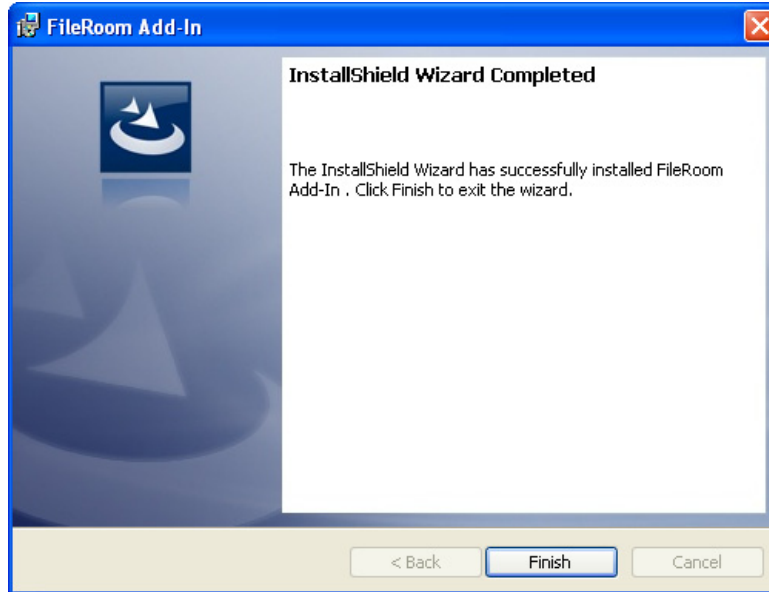 FileRoom Add-In
InstallShield Wizard Completed
The InstallShield Wizard has successfully installed FileRoom
Add-In . Click Finish to exit the wizard.
< Back Finish Cancel